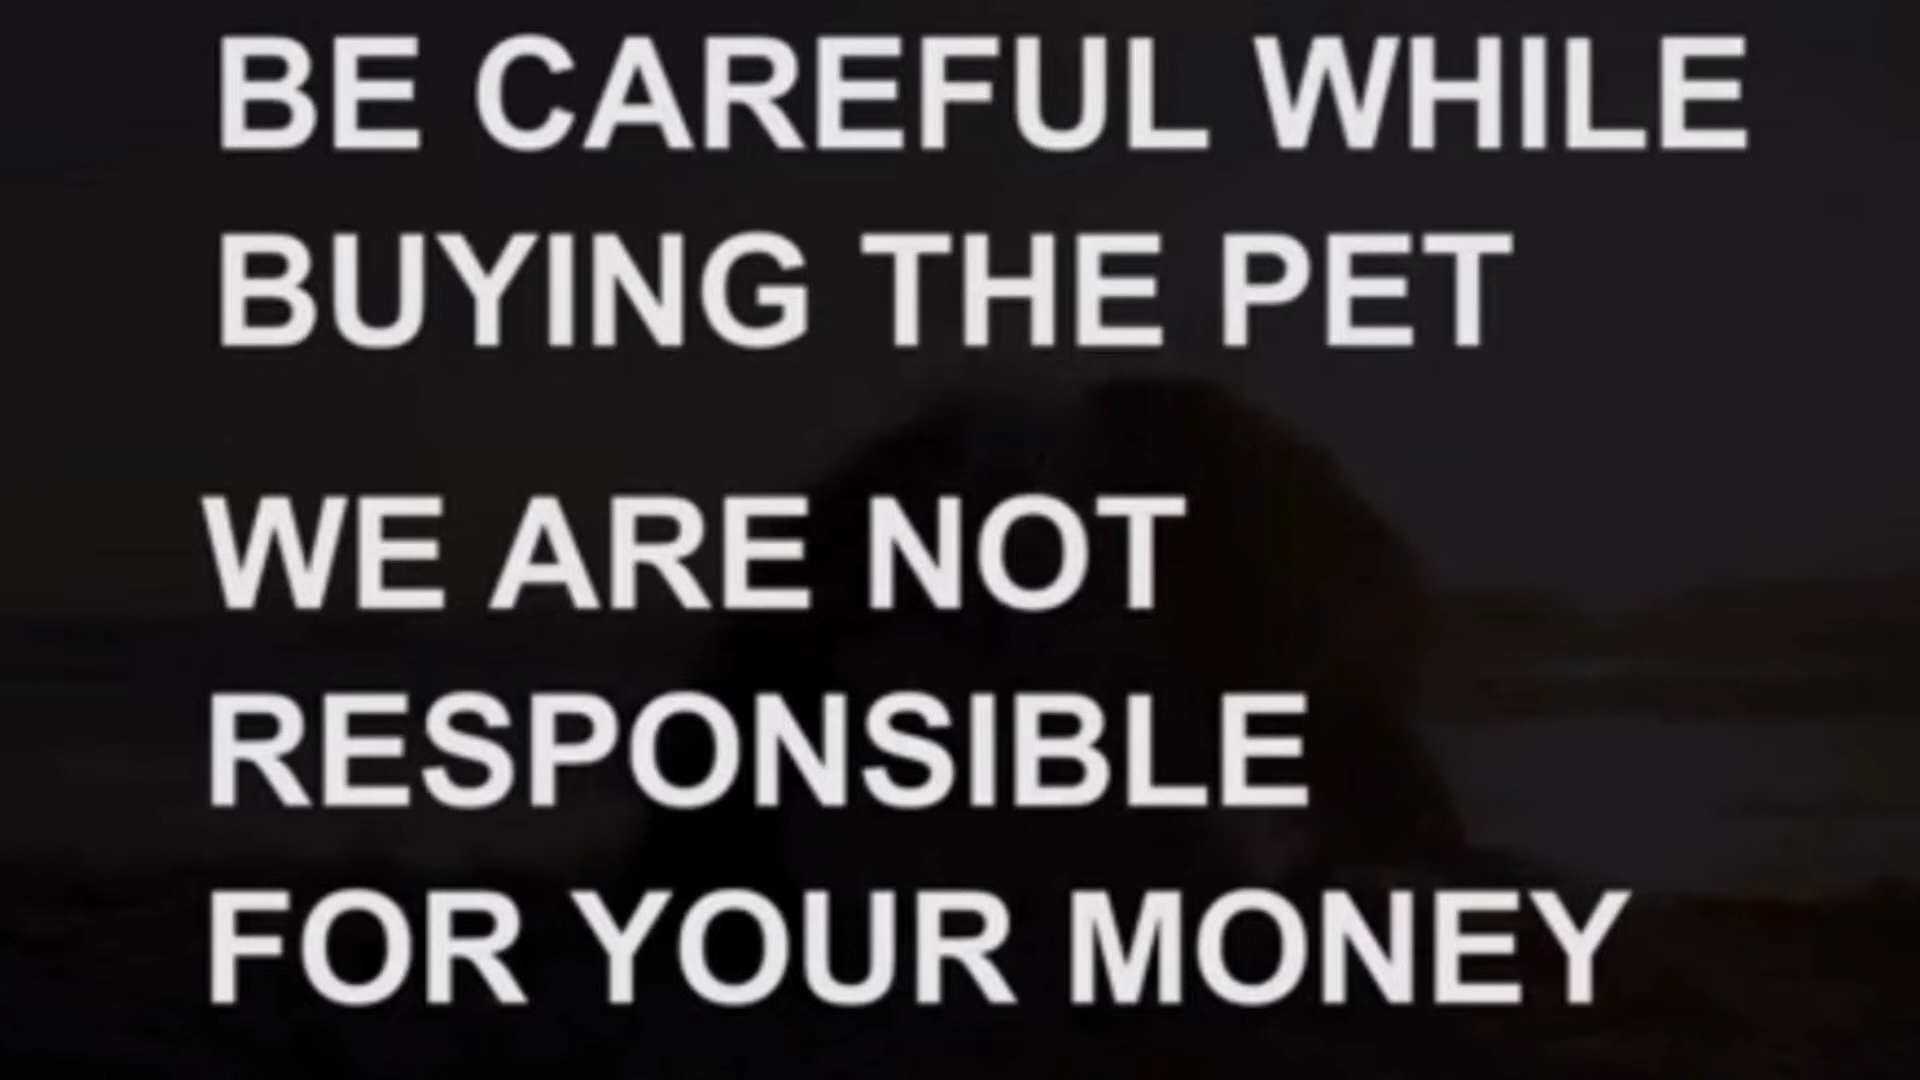 BE CAREFUL WHILE
BUYING THE PET
WE ARE NOT
RESPONSIBLE
FOR YOUR MONEY